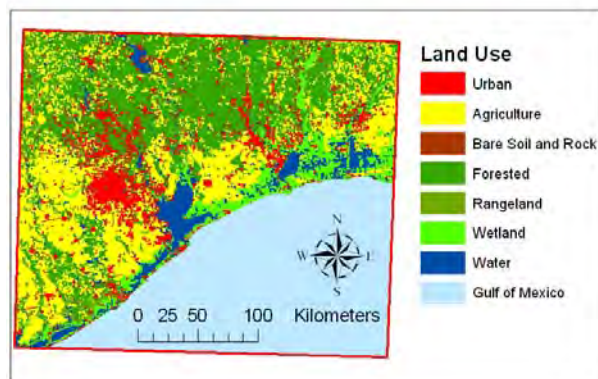 Land Use
Urban
Agriculture
Bare Soil and Rock
Forested
Rangeland
Wetland
Water
Gulf of Mexico
N
W E
S
0 25 50 100 Kilometers